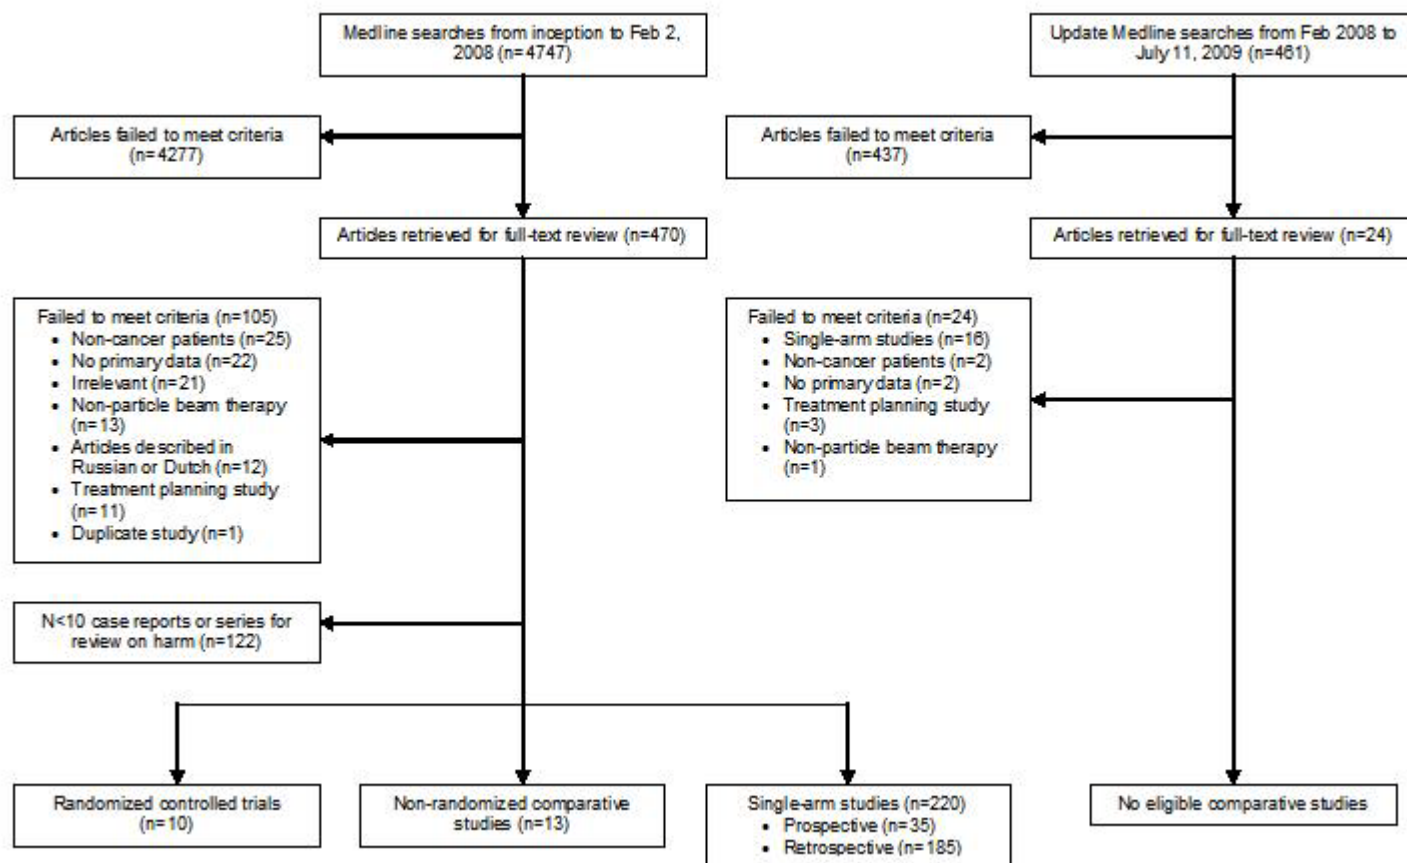 Medline searches from inception to Feb 2,
2008 (n=4747)
Update Medline searches from Feb 2008 to
July 11, 2009 (n=461)
Articles failed to meet criteria
(n=4277)
Articles failed to meet criteria
(n=437)
Articles retrieved for full-text review (n=470)
Articles retrieved for full-text review (n=24)
Failed to meet criteria (n=105)
• Non-cancer patients (n=25)
• No primary data (n=22)
• Irrelevant (n=21)
• Non-particle beam therapy
(n=13)
• Articles described in
Russian or Dutch (n=12)
• Treatment planning study
(n=11)
• Duplicate study (n=1)
Failed to meet criteria (n=24)
• Single-arm studies (n=16)
• Non-cancer patients (n=2)
• No primary data (n=2)
• Treatment planning study
(n=3)
• Non-particle beam therapy
(n=1)
N<10 case reports or series for
review on harm (n=122)
Randomized controlled trials
(n=10)
Non-randomized comparative
studies (n=13)
Single-arm studies (n=220)
• Prospective (n=35)
• Retrospective (n=185)
No eligible comparative studies